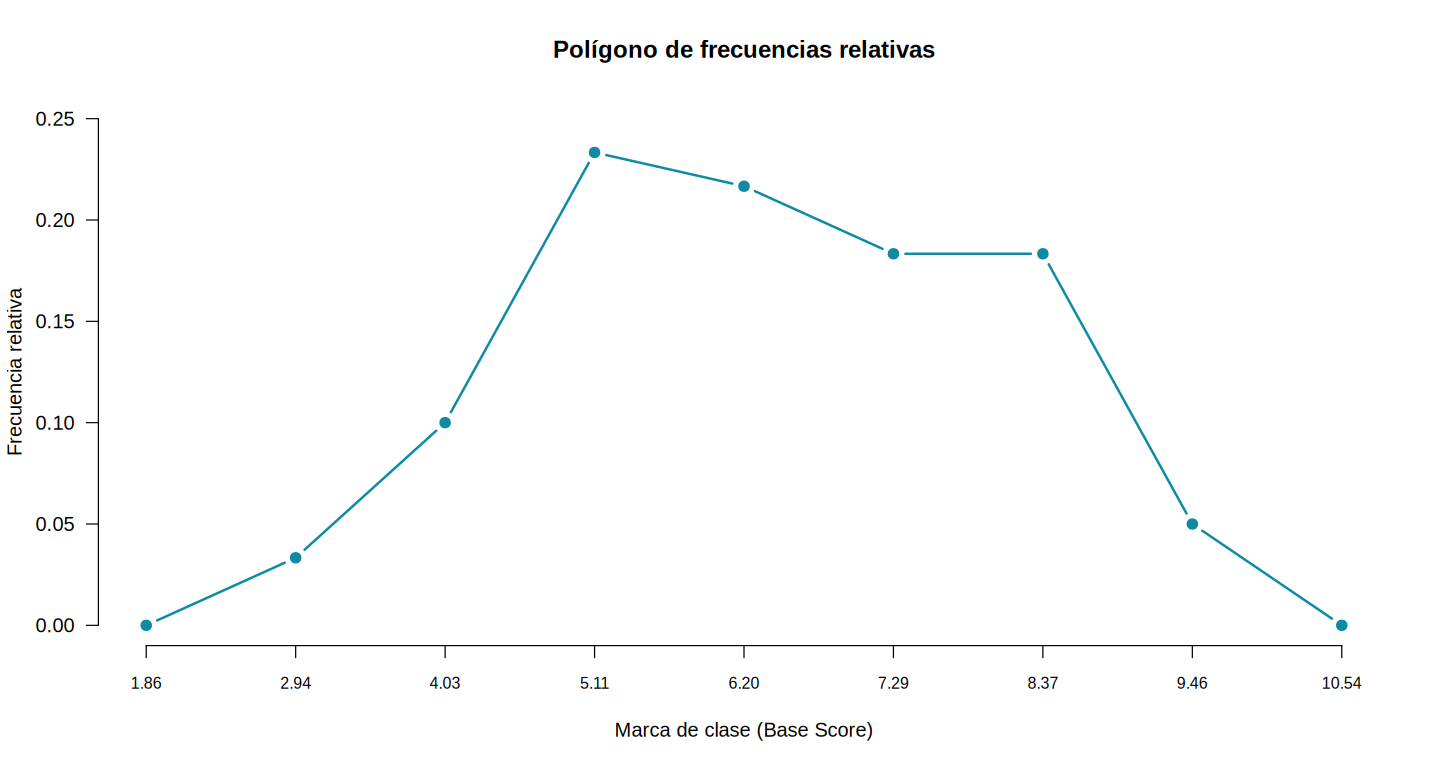 Polígono de frecuencias relativas
Frecuencia relativa
0.25
0.20
0.15
0.10
0.05
0.00
1.86 2.94 4.03 5.11 6.20 7.29 8.37 9.46 10.54
Marca de clase (Base Score)